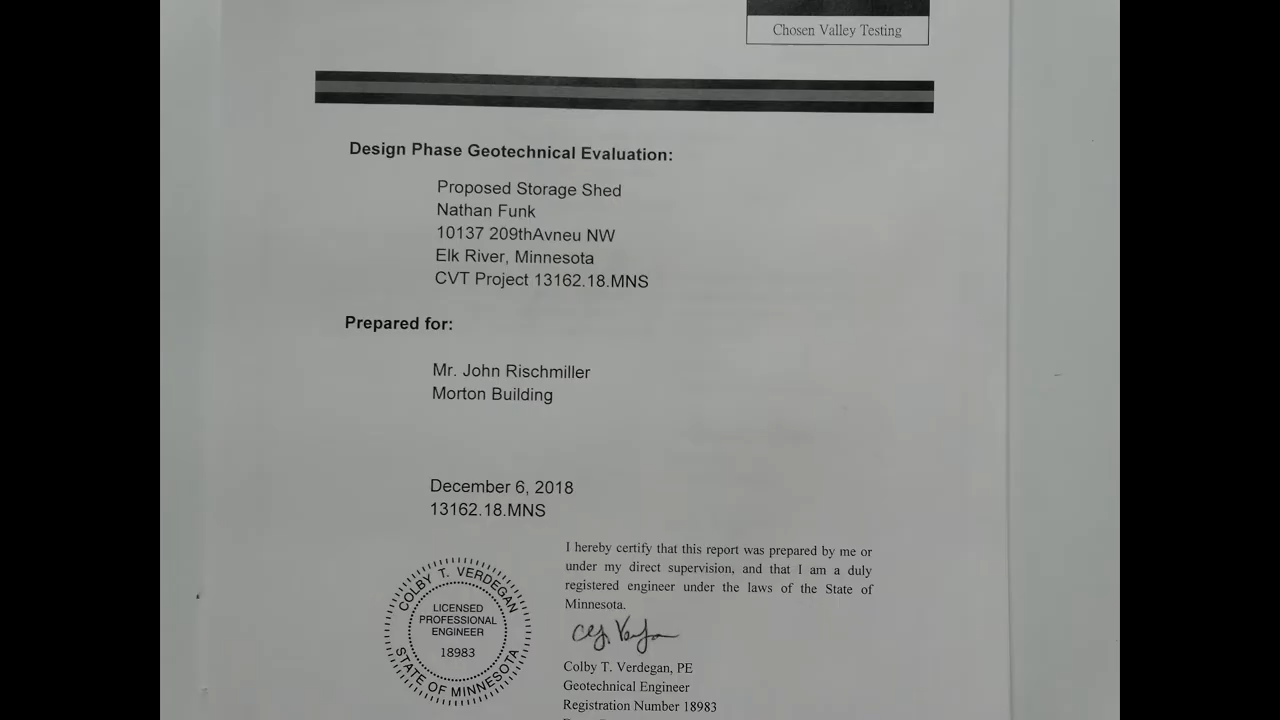 Chosen Valley Testing
Design Phase Geotechnical Evaluation:
Proposed Storage Shed
Nathan Funk
10137 209thAvneu NW
Elk River, Minnesota
CVT Project 13162.18.MNS
Prepared for:
Mr. John Rischmiller
Morton Building
December 6, 2018
13162.18.MNS
I hereby certify that this report was prepared by me or
under my direct supervision, and that I am a duly
registered engineer under the laws of the State of
Minnesota.
COLBY T. VERDEGAN
LICENSED
PROFESSIONAL
ENGINEER
18983
STATE OF MINNESOTA
Colby T. Verdegan, PE
Geotechnical Engineer
Registration Number 18983